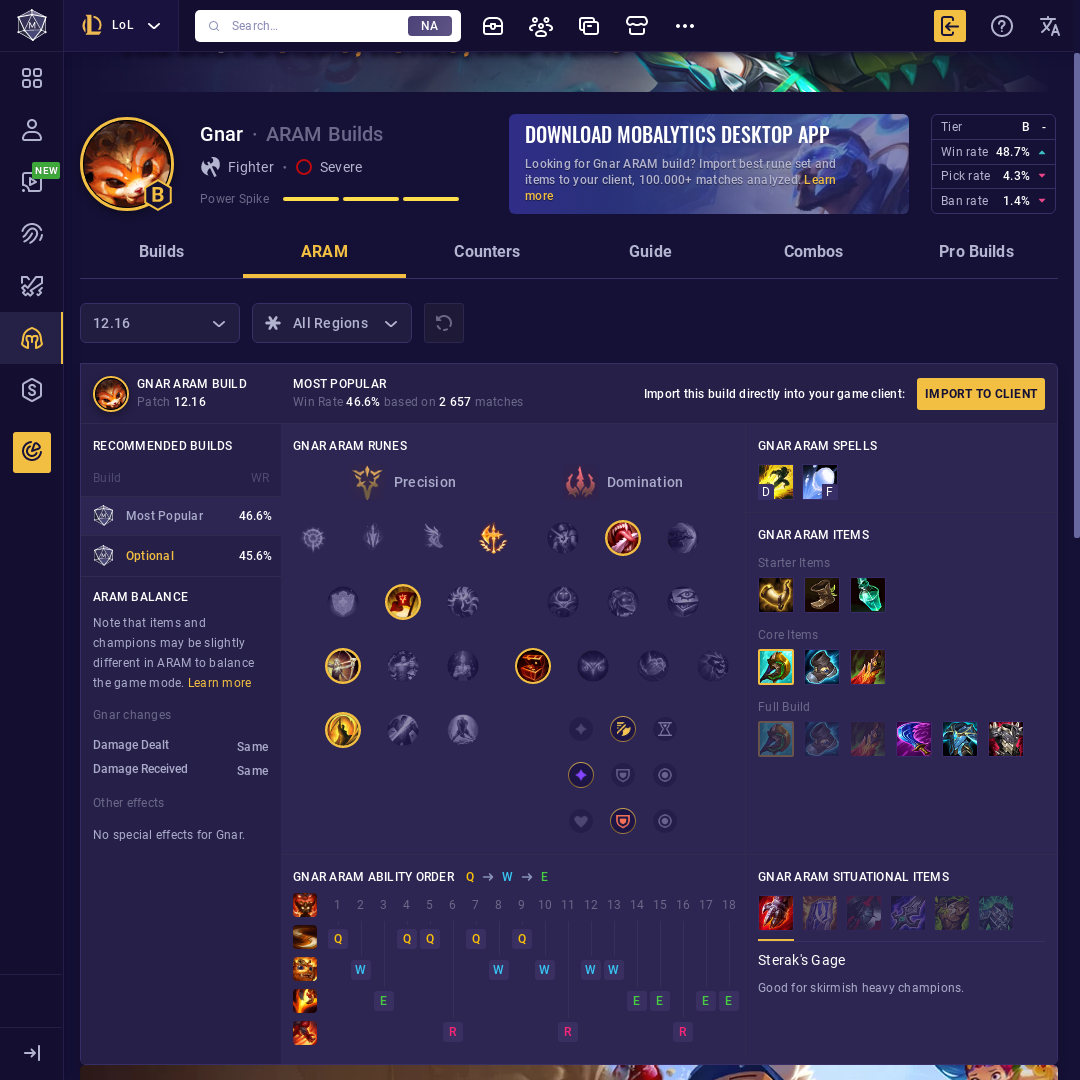 LoL
Search...
NA
NEW
Gnar · ARAM Builds
Fighter · Severe
Power Spike
B
DOWNLOAD MOBALYTICS DESKTOP APP
Looking for Gnar ARAM build? Import best rune set and
items to your client, 100.000+ matches analyzed. Learn
more
Tier B -
Win rate 48.7%
Pick rate 4.3%
Ban rate 1.4%
Builds
ARAM
Counters
Guide
Combos
Pro Builds
12.16
All Regions
GNAR ARAM BUILD
Patch 12.16
MOST POPULAR
Win Rate 46.6% based on 2 657 matches
Import this build directly into your game client:
IMPORT TO CLIENT
RECOMMENDED BUILDS
Build WR
Most Popular 46.6%
Optional 45.6%
ARAM BALANCE
Note that items and
champions may be slightly
different in ARAM to balance
the game mode. Learn more
Gnar changes
Damage Dealt Same
Damage Received Same
Other effects
No special effects for Gnar.
GNAR ARAM RUNES
Precision
Domination
GNAR ARAM SPELLS
D F
GNAR ARAM ITEMS
Starter Items
Core Items
Full Build
GNAR ARAM ABILITY ORDER Q → W → E
1 2 3 4 5 6 7 8 9 10 11 12 13 14 15 16 17 18
Q Q Q Q Q
W W W W W
E E E E E
R R R
GNAR ARAM SITUATIONAL ITEMS
Sterak's Gage
Good for skirmish heavy champions.